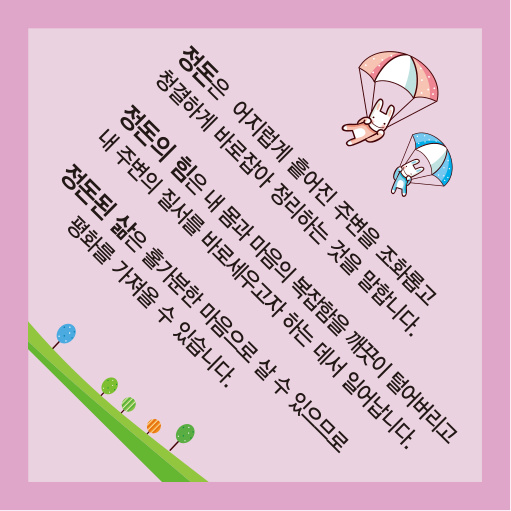 정돈은 어지럽게 흩어진 주변을 조화롭고
청결하게 바로잡아 정리하는 것을 말합니다.
정돈의 힘은 내 몸과 마음의 복잡함을 깨끗이 털어버리고
내 주변의 질서를 바로세우고자 하는 데서 일어납니다.
정돈된 삶은 홀가분한 마음으로 살 수 있으므로
평화를 가져올 수 있습니다.